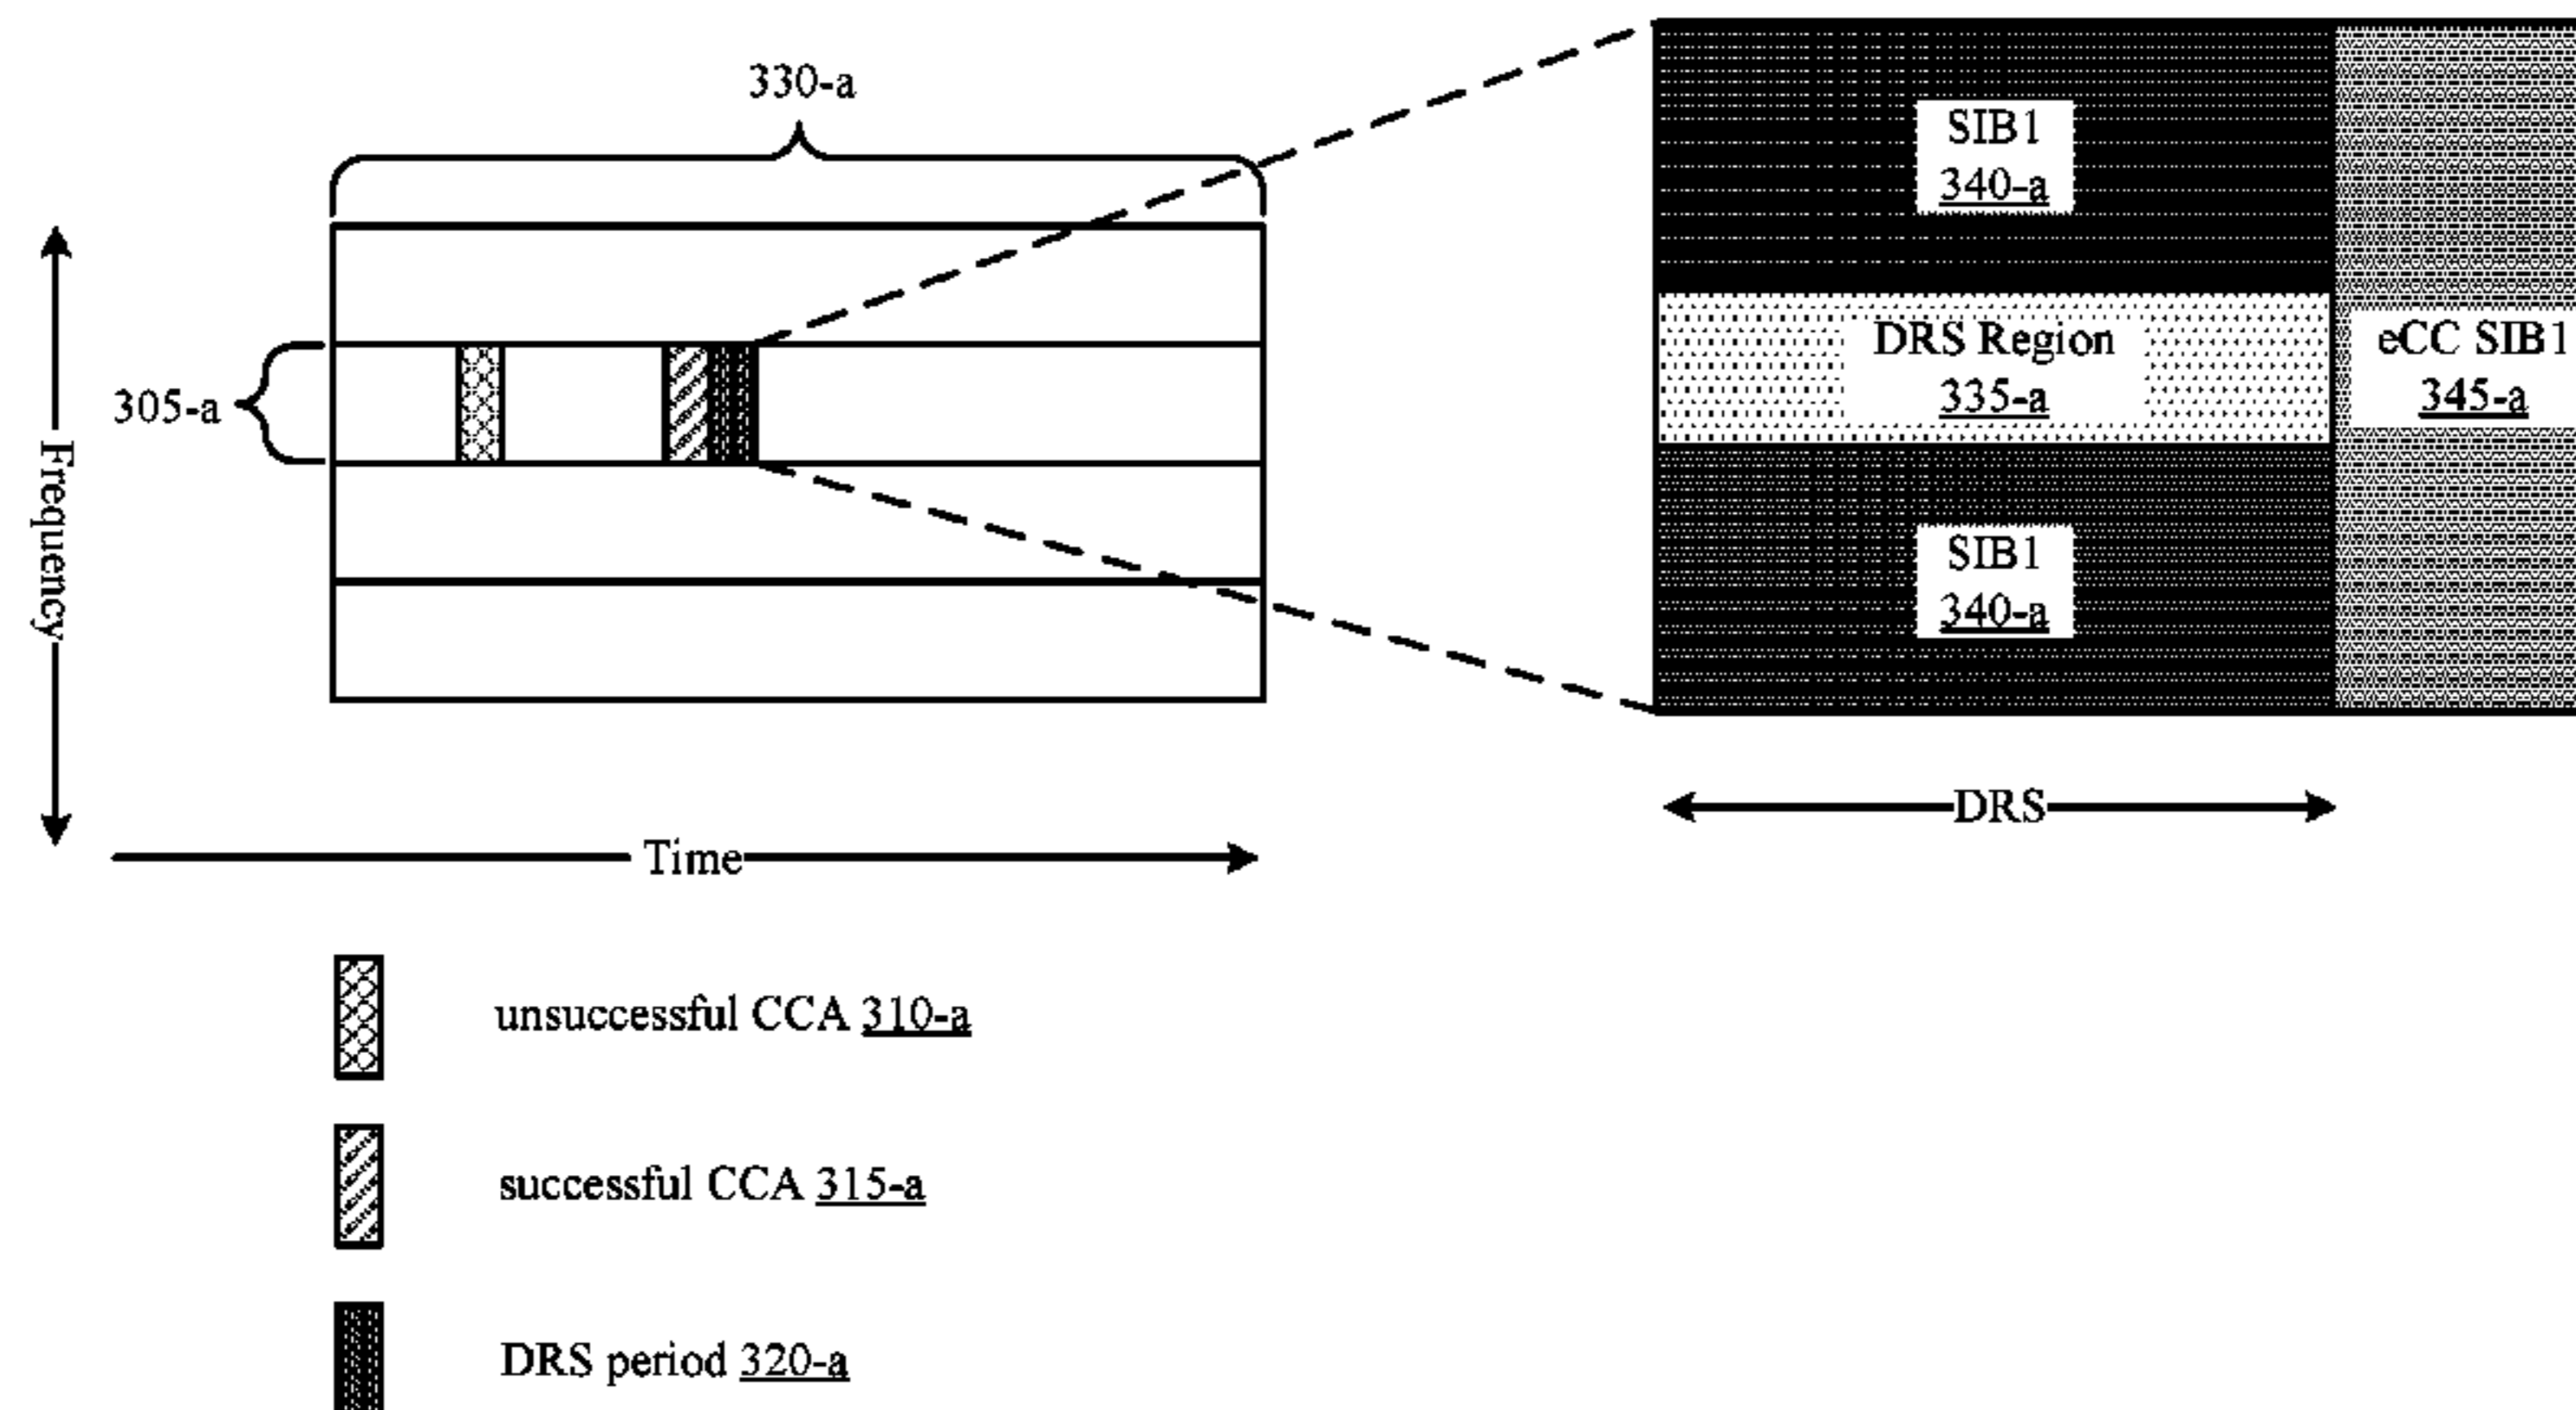 330-a
305-a
Frequency
Time
SIB1
340-a
DRS Region
335-a
SIB1
340-a
eCC SIB1
345-a
DRS
unsuccessful CCA 310-a
successful CCA 315-a
DRS period 320-a